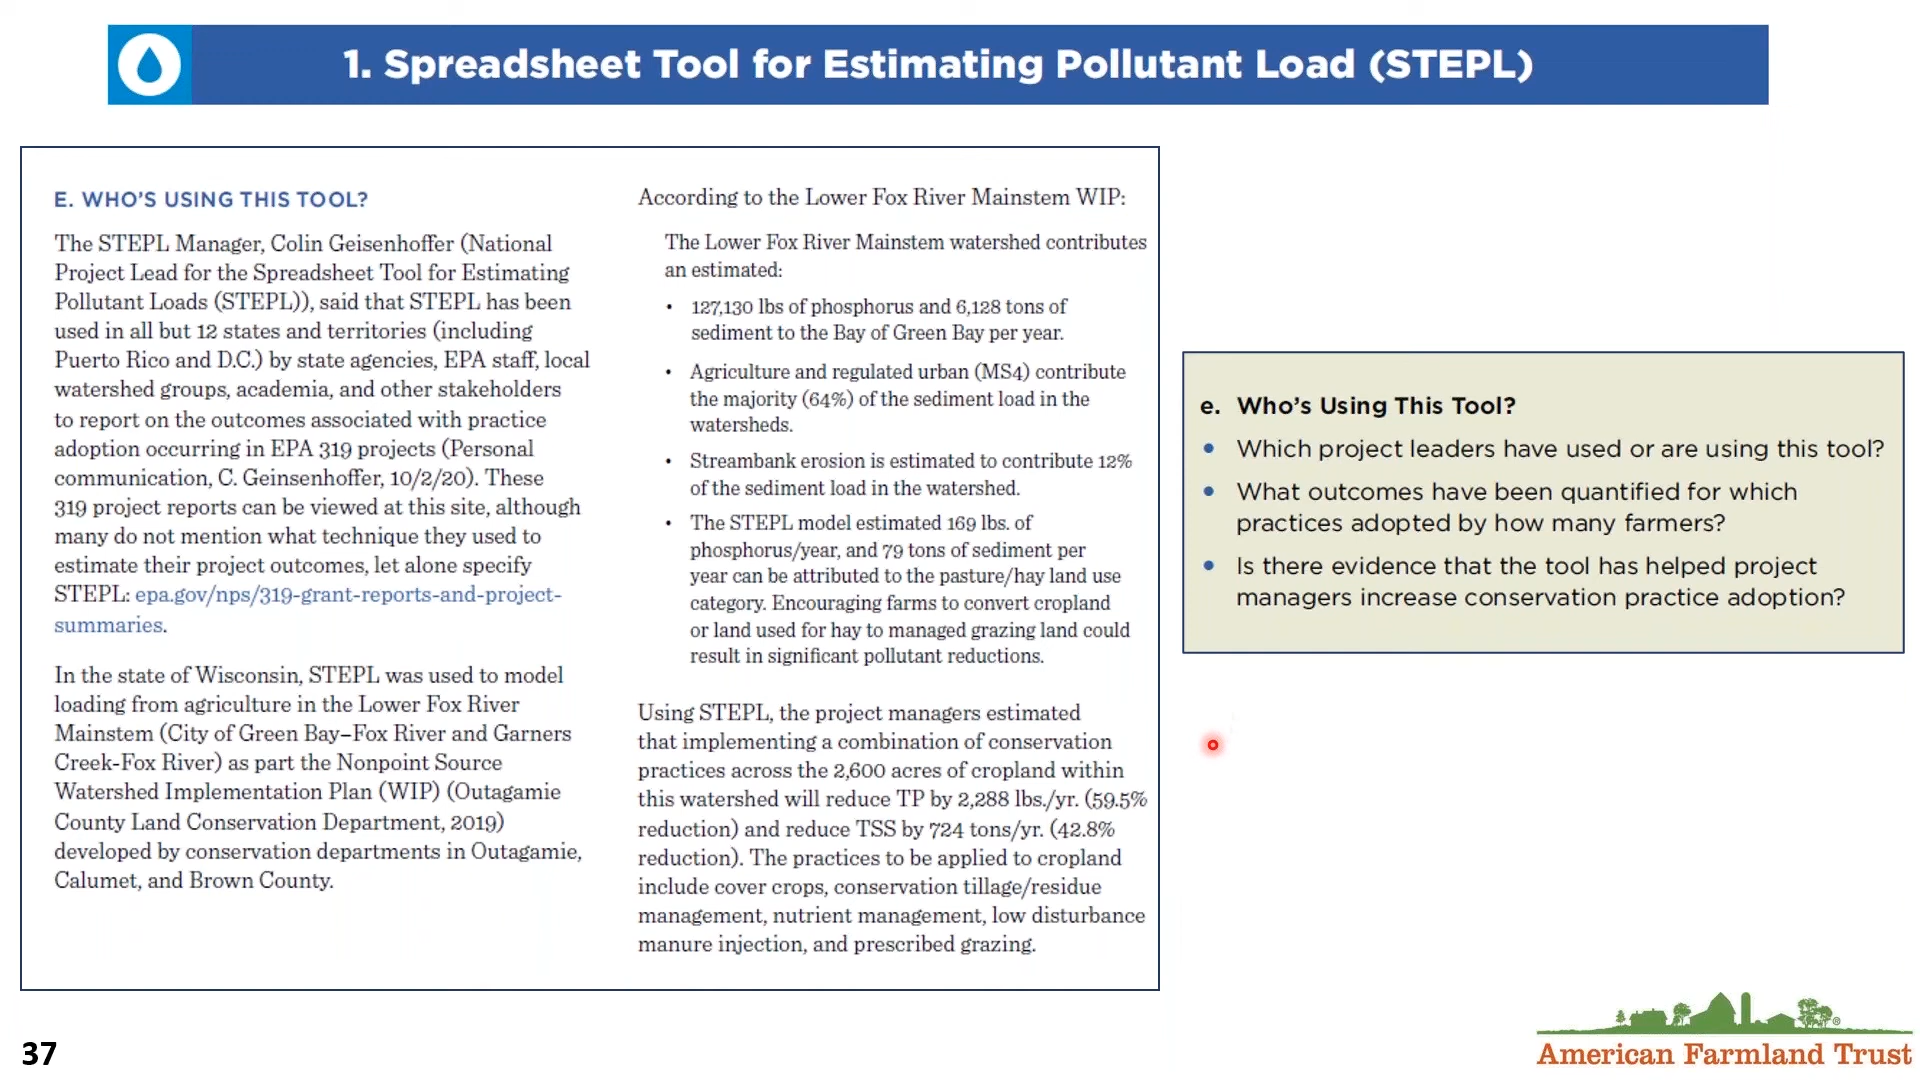 1. Spreadsheet Tool for Estimating Pollutant Load (STEPL)
E. WHO'S USING THIS TOOL?
The STEPL Manager, Colin Geisenhoffer (National
Project Lead for the Spreadsheet Tool for Estimating
Pollutant Loads (STEPL)), said that STEPL has been
used in all but 12 states and territories (including
Puerto Rico and D.C.) by state agencies, EPA staff, local
watershed groups, academia, and other stakeholders
to report on the outcomes associated with practice
adoption occurring in EPA 319 projects (Personal
communication, C. Geinsenhoffer, 10/2/20). These
319 project reports can be viewed at this site, although
many do not mention what technique they used to
estimate their project outcomes, let alone specify
STEPL: epa.gov/nps/319-grant-reports-and-project-
summaries.
In the state of Wisconsin, STEPL was used to model
loading from agriculture in the Lower Fox River
Mainstem (City of Green Bay–Fox River and Garners
Creek-Fox River) as part the Nonpoint Source
Watershed Implementation Plan (WIP) (Outagamie
County Land Conservation Department, 2019)
developed by conservation departments in Outagamie,
Calumet, and Brown County.
According to the Lower Fox River Mainstem WIP:
The Lower Fox River Mainstem watershed contributes
an estimated:
• 127,130 lbs of phosphorus and 6,128 tons of
sediment to the Bay of Green Bay per year.
• Agriculture and regulated urban (MS4) contribute
the majority (64%) of the sediment load in the
watersheds.
• Streambank erosion is estimated to contribute 12%
of the sediment load in the watershed.
• The STEPL model estimated 169 lbs. of
phosphorus/year, and 79 tons of sediment per
year can be attributed to the pasture/hay land use
category. Encouraging farms to convert cropland
or land used for hay to managed grazing land could
result in significant pollutant reductions.
Using STEPL, the project managers estimated
that implementing a combination of conservation
practices across the 2,600 acres of cropland within
this watershed will reduce TP by 2,288 lbs./yr. (59.5%
reduction) and reduce TSS by 724 tons/yr. (42.8%
reduction). The practices to be applied to cropland
include cover crops, conservation tillage/residue
management, nutrient management, low disturbance
manure injection, and prescribed grazing.
e. Who's Using This Tool?
• Which project leaders have used or are using this tool?
• What outcomes have been quantified for which
practices adopted by how many farmers?
• Is there evidence that the tool has helped project
managers increase conservation practice adoption?
37
American Farmland Trust